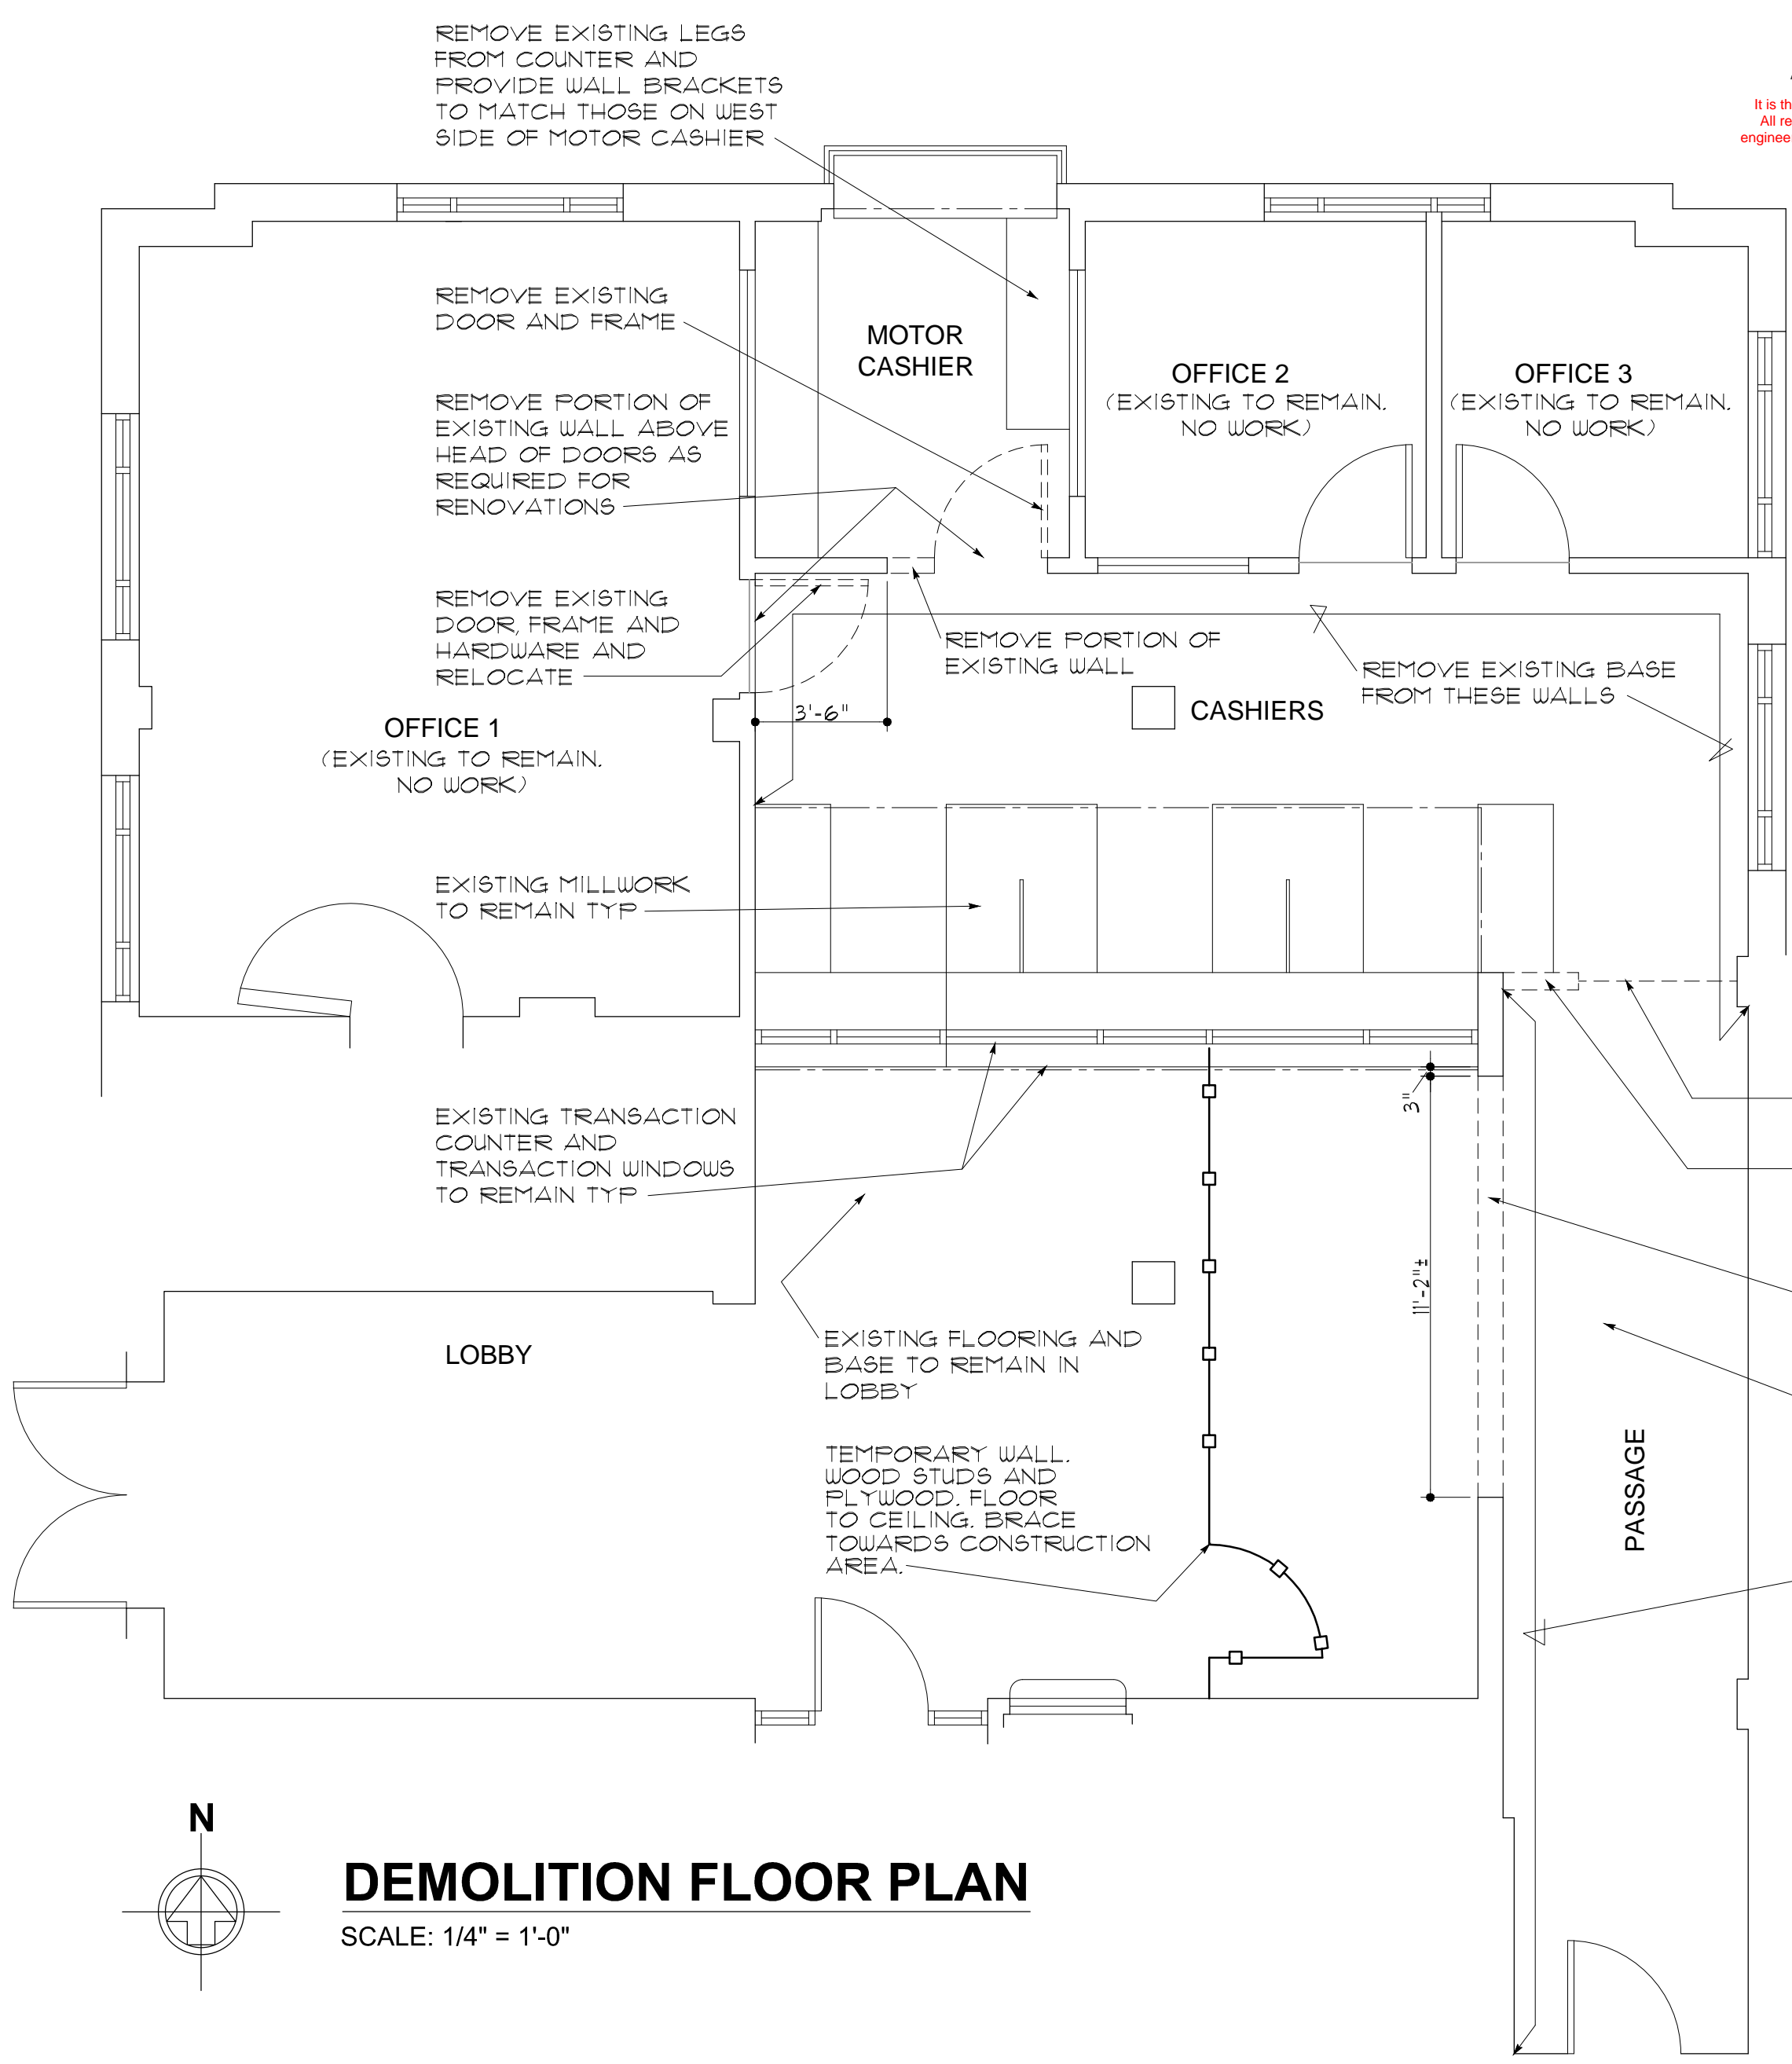 REMOVE EXISTING LEGS
FROM COUNTER AND
PROVIDE WALL BRACKETS
TO MATCH THOSE ON WEST
SIDE OF MOTOR CASHIER
It is th
All re
enginee
REMOVE EXISTING
DOOR AND FRAME
MOTOR
CASHIER
OFFICE 2
(EXISTING TO REMAIN.
NO WORK)
OFFICE 3
(EXISTING TO REMAIN.
NO WORK)
REMOVE PORTION OF
EXISTING WALL ABOVE
HEAD OF DOORS AS
REQUIRED FOR
RENOVATIONS
REMOVE EXISTING
DOOR, FRAME AND
HARDWARE AND
RELOCATE
REMOVE PORTION OF
EXISTING WALL
REMOVE EXISTING BASE
FROM THESE WALLS
3'-6"
CASHIERS
OFFICE 1
(EXISTING TO REMAIN.
NO WORK)
EXISTING MILLWORK
TO REMAIN TYP
3"
EXISTING TRANSACTION
COUNTER AND
TRANSACTION WINDOWS
TO REMAIN TYP
11'-2"±
LOBBY
EXISTING FLOORING AND
BASE TO REMAIN IN
LOBBY
TEMPORARY WALL.
WOOD STUDS AND
PLYWOOD. FLOOR
TO CEILING. BRACE
TOWARDS CONSTRUCTION
AREA.
PASSAGE
N
DEMOLITION FLOOR PLAN
SCALE: 1/4" = 1'-0"